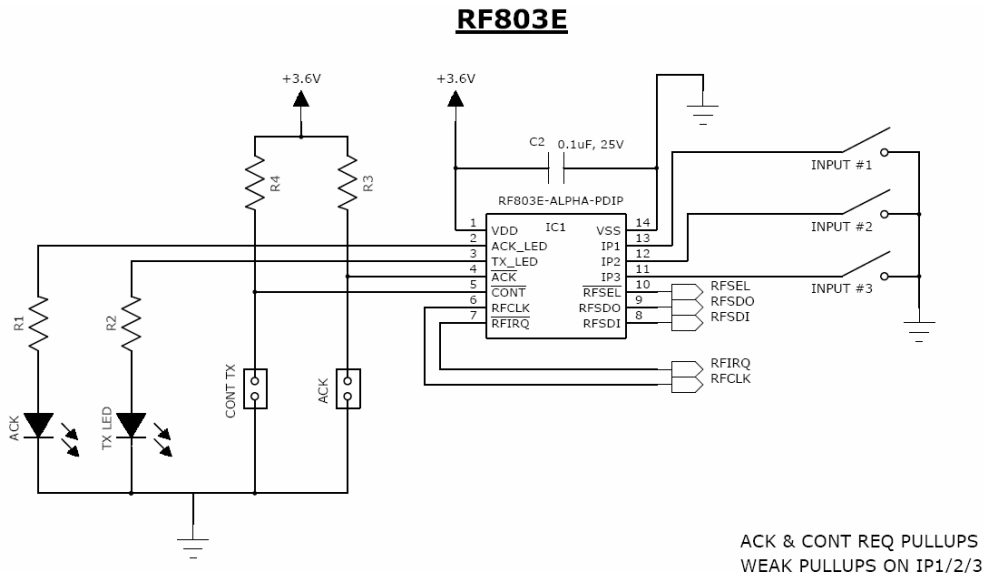 RF803E
+3.6V
+3.6V
C2 0.1uF, 25V
R4
R3
INPUT #1
RF803E-ALPHA-PDIP
IC1
1 VDD VSS 14
2 ACK_LED IP1 13
3 TX_LED IP2 12
4 ACK IP3 11
5 CONT RFSEL 10
6 RFCLK RFSDO 9
7 RFIRQ RFSDI 8
INPUT #2
INPUT #3
RFSEL
RFSDO
RFSDI
R1
R2
RFIRQ
RFCLK
CONT TX
ACK
ACK
TX LED
ACK & CONT REQ PULLUPS
WEAK PULLUPS ON IP1/2/3